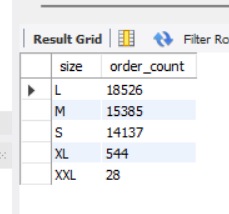 Result Grid Filter Ro
size order_count
L 18526
M 15385
S 14137
XL 544
XXL 28